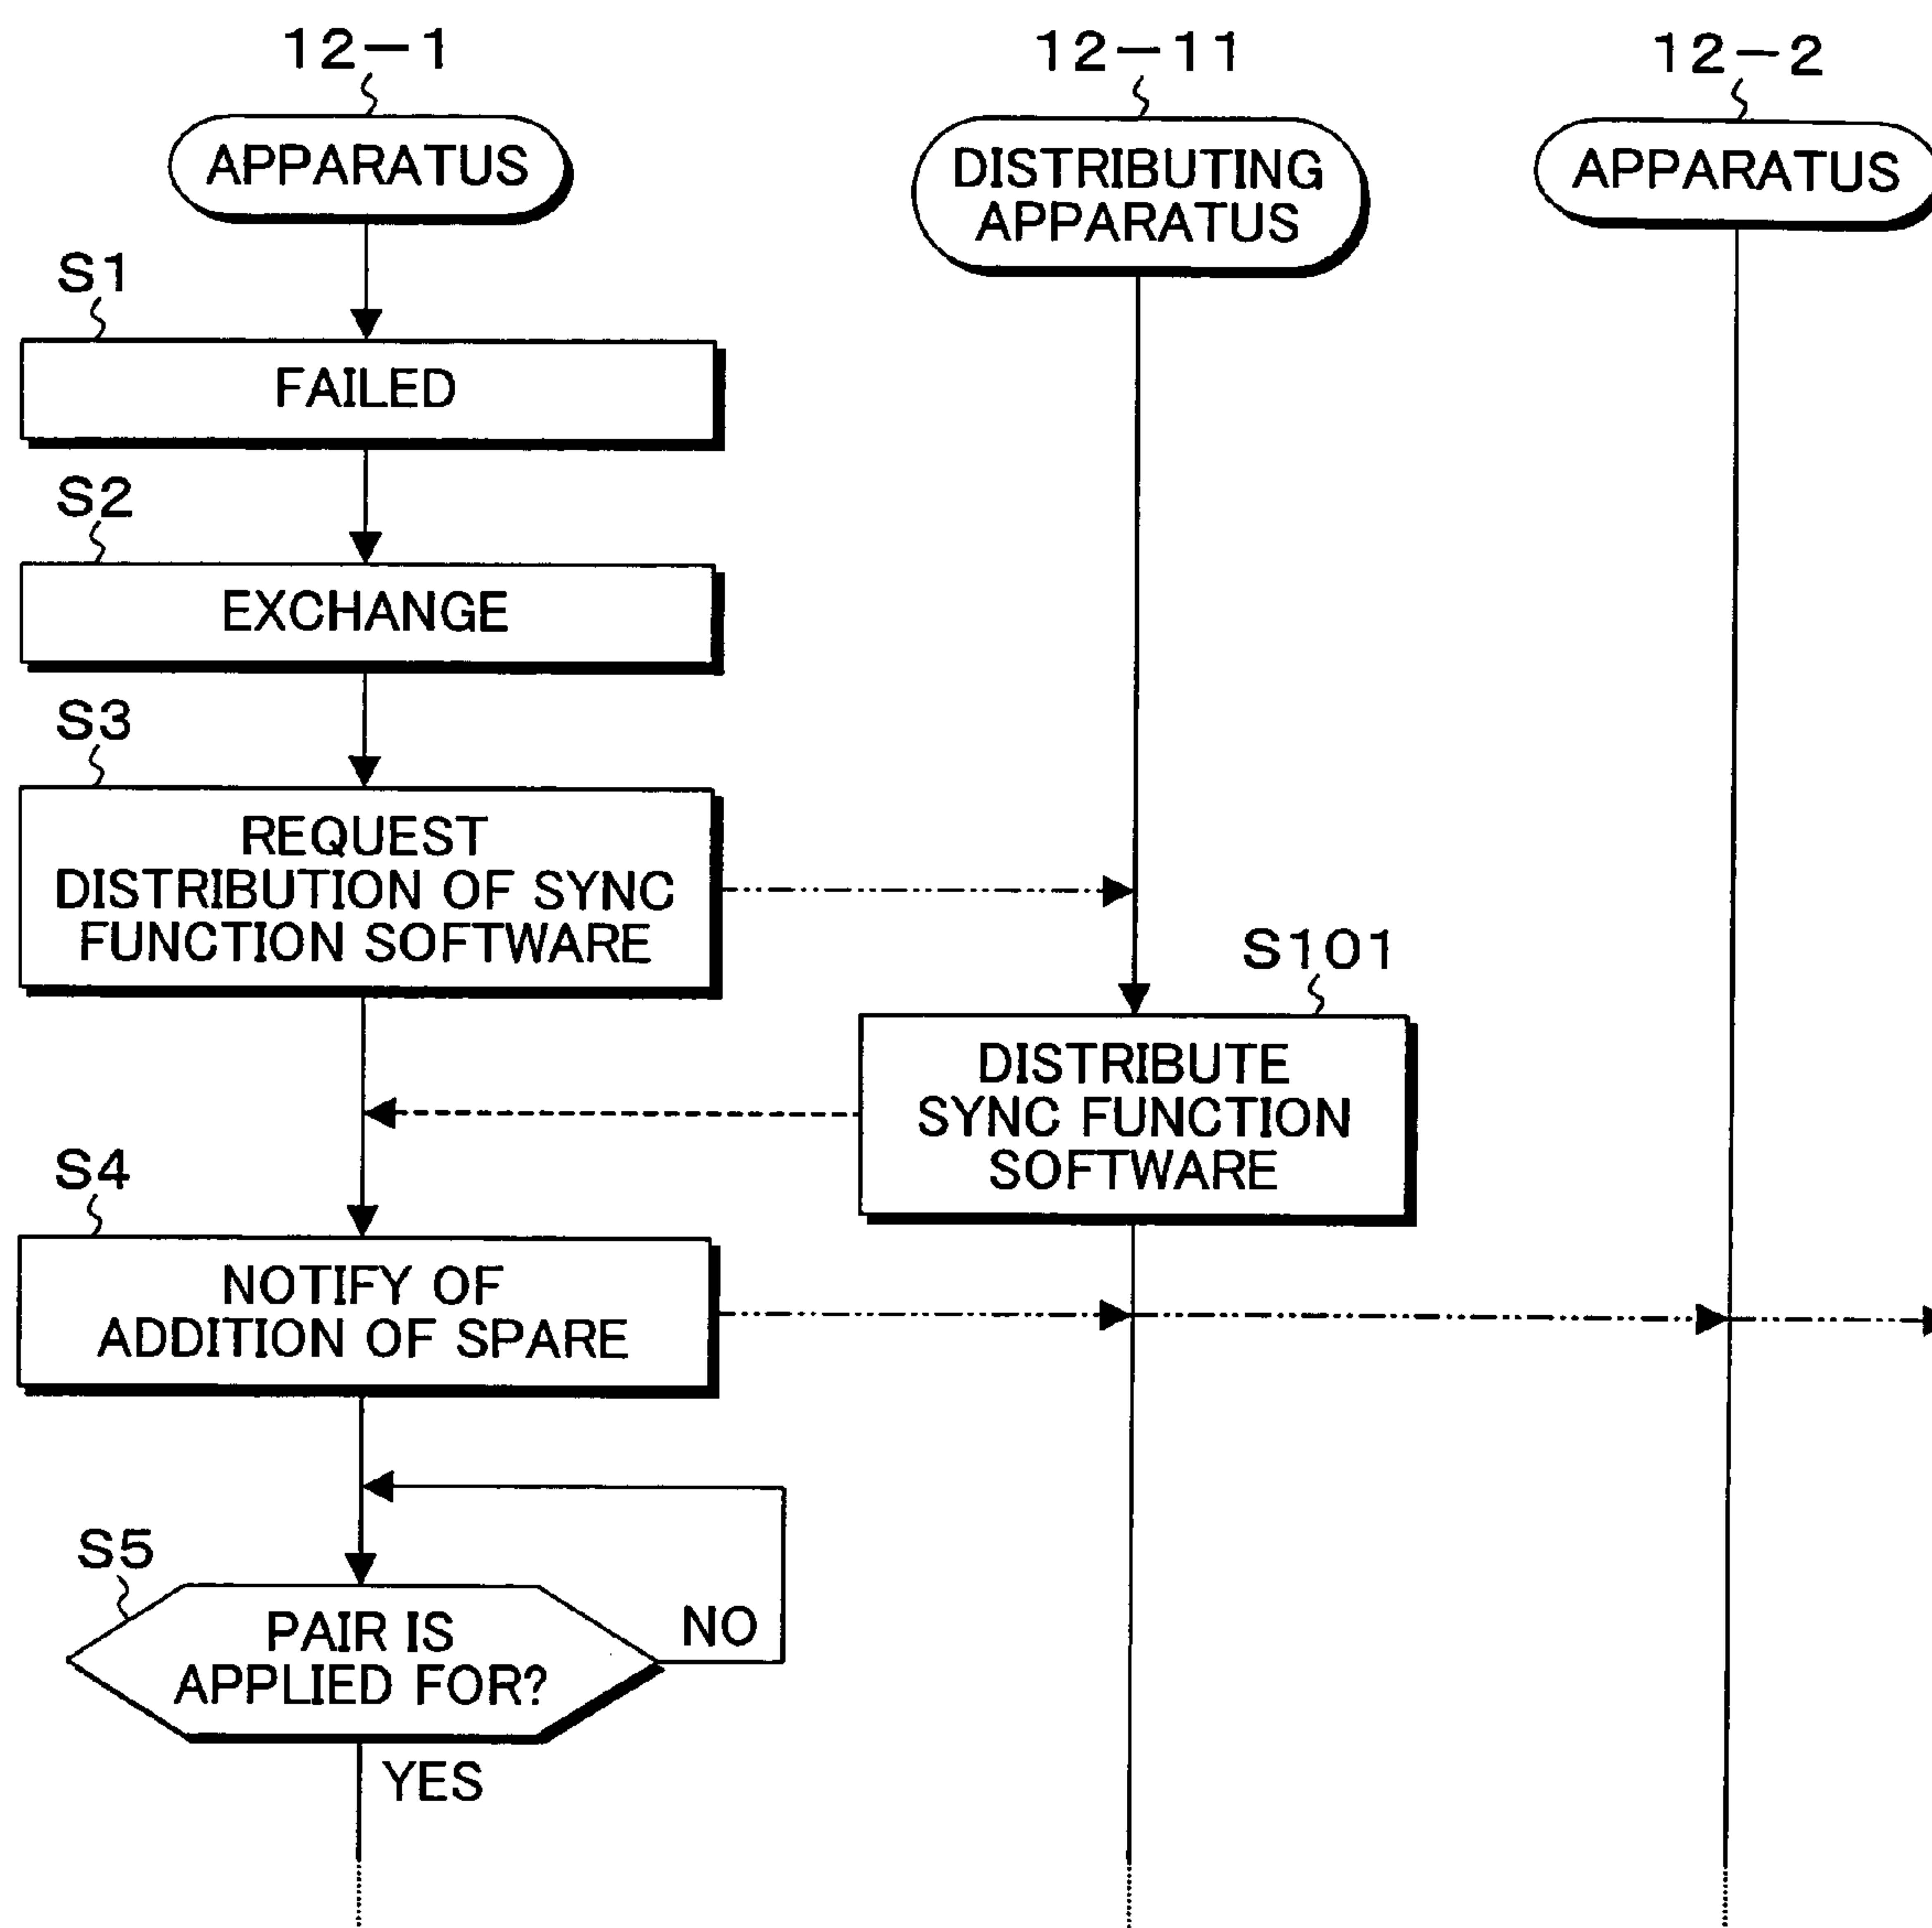 12-1
12-11
12-2
APPARATUS
DISTRIBUTING
APPARATUS
APPARATUS
S1
FAILED
S2
EXCHANGE
S3
REQUEST
DISTRIBUTION OF SYNC
FUNCTION SOFTWARE
S101
DISTRIBUTE
SYNC FUNCTION
SOFTWARE
S4
NOTIFY OF
ADDITION OF SPARE
S5
PAIR IS
APPLIED FOR?
NO
YES